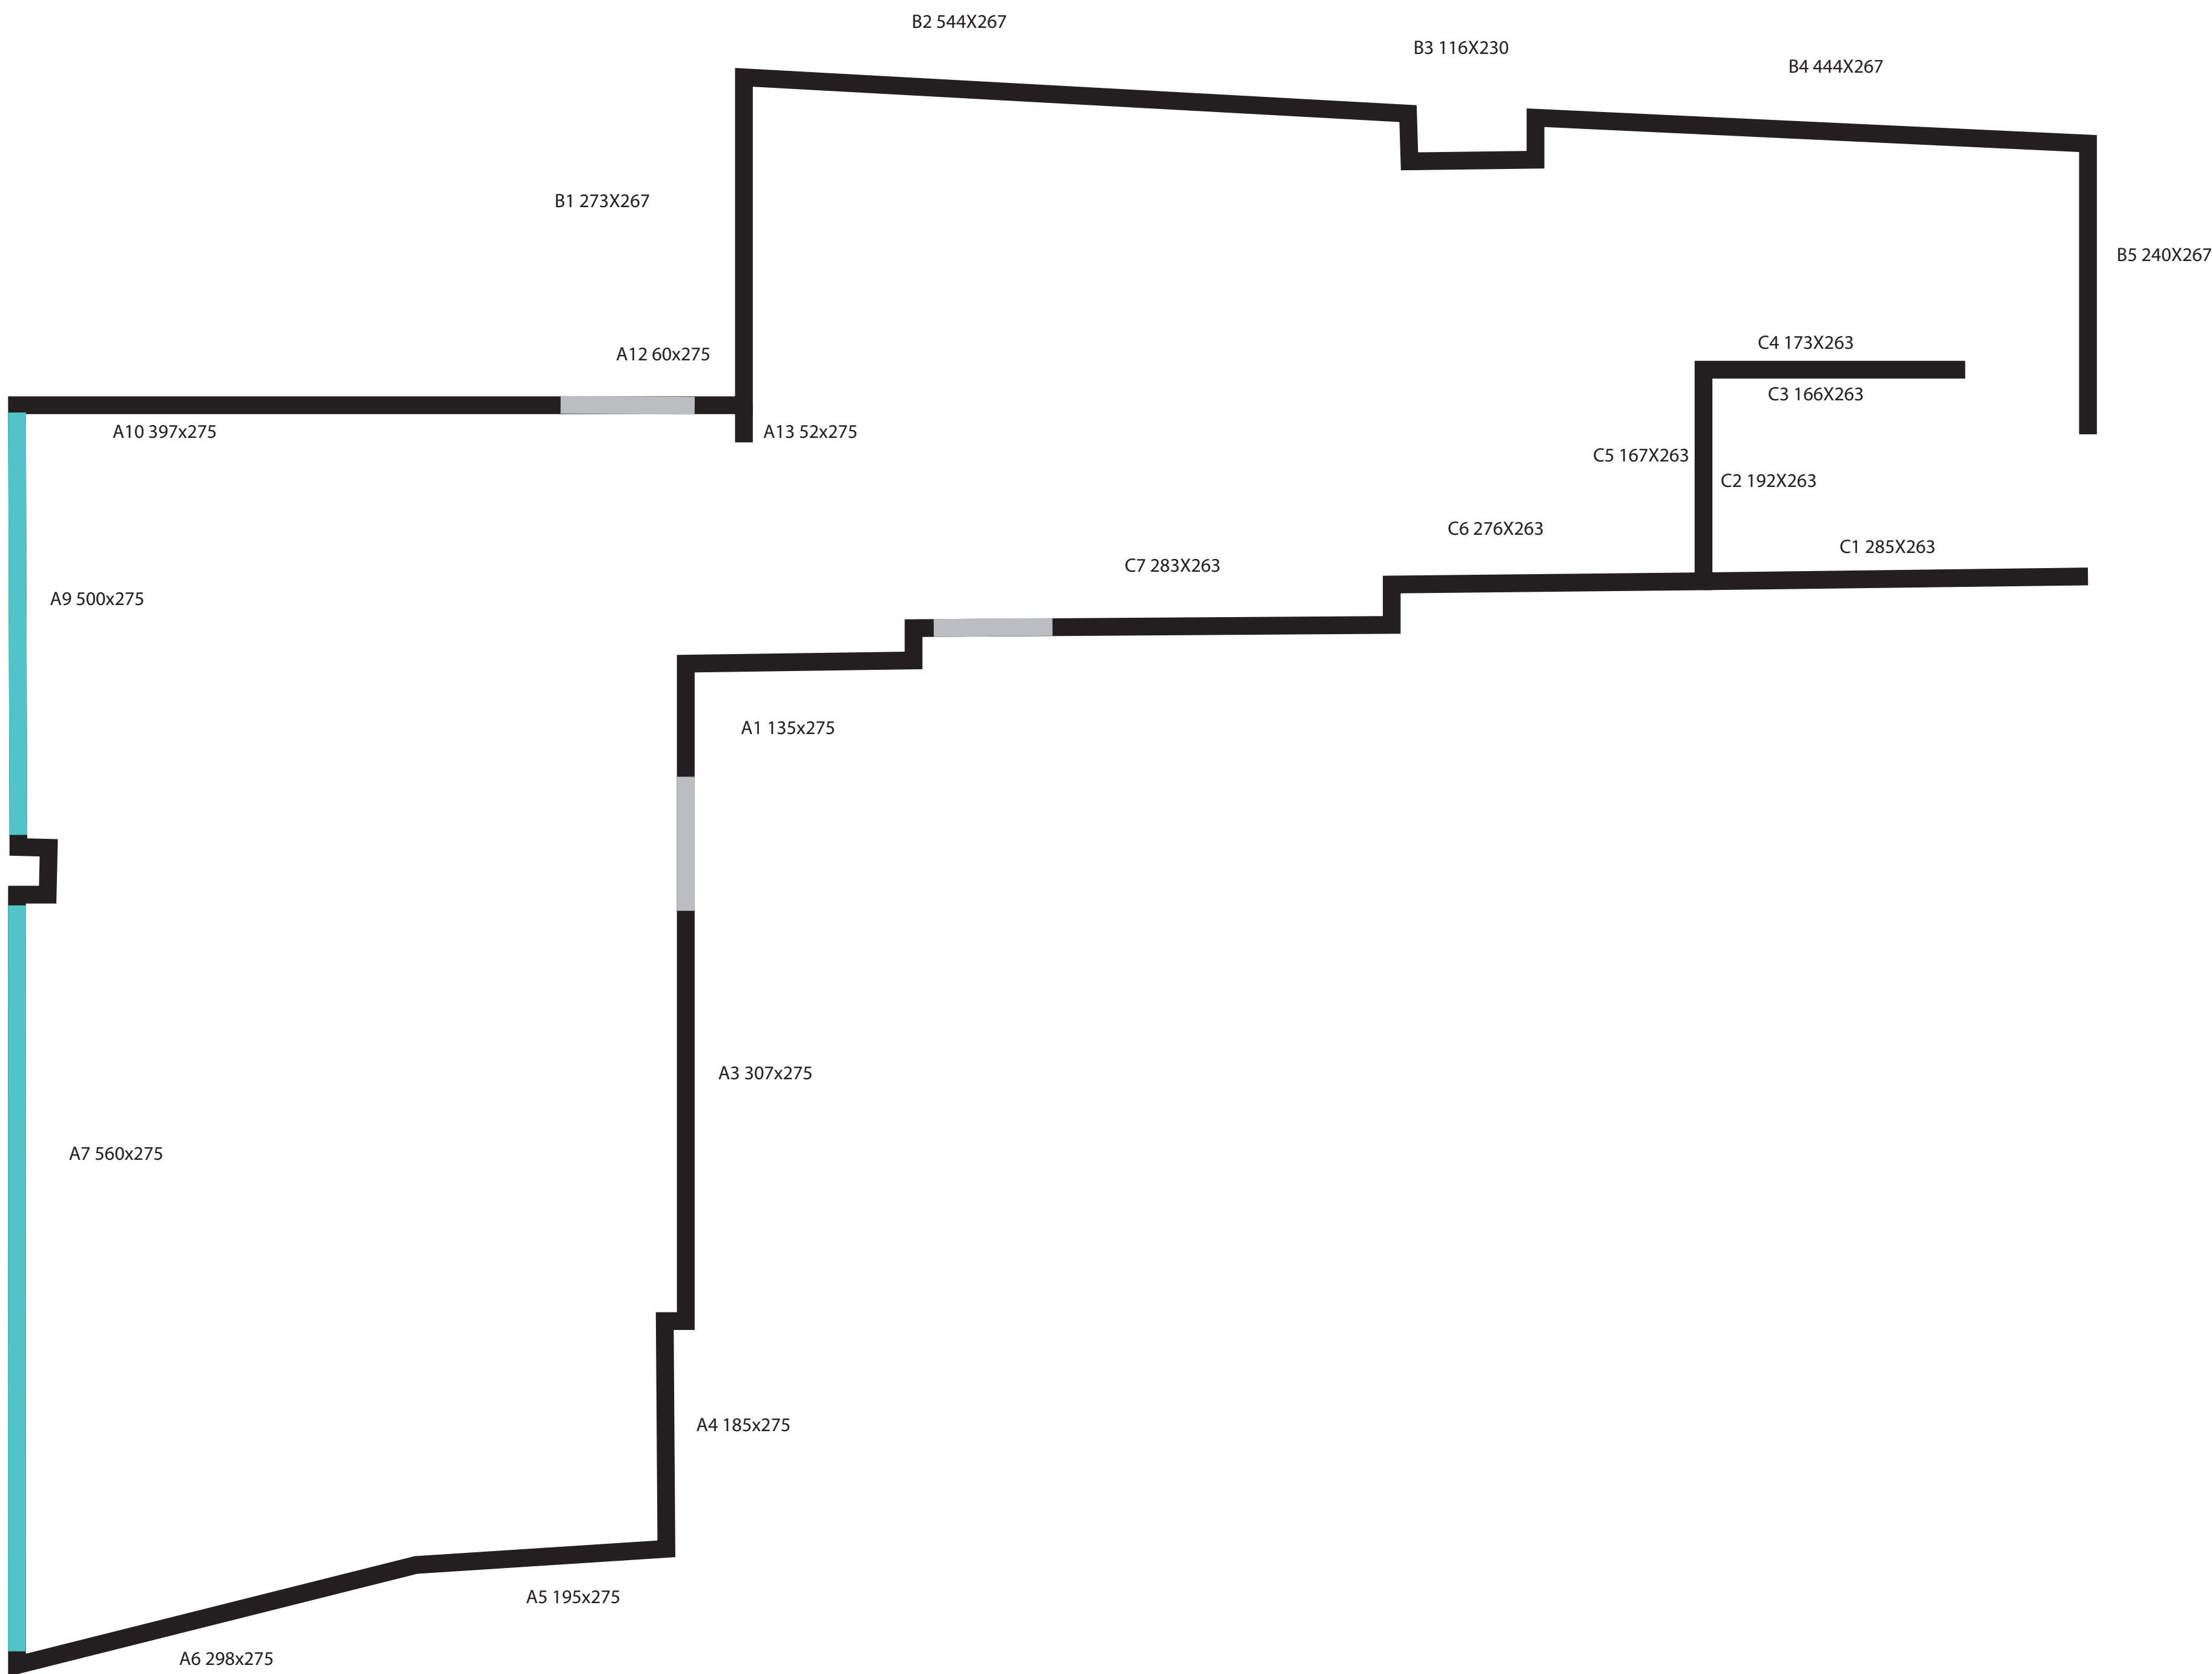 B2 544X267
B3 116X230
B4 444X267
B1 273X267
B5 240X267
C4 173X263
A12 60x275
C3 166X263
A10 397x275
A13 52x275
C5 167X263
C2 192X263
C6 276X263
C1 285X263
C7 283X263
A9 500x275
A1 135x275
A3 307x275
A7 560x275
A4 185x275
A5 195x275
A6 298x275